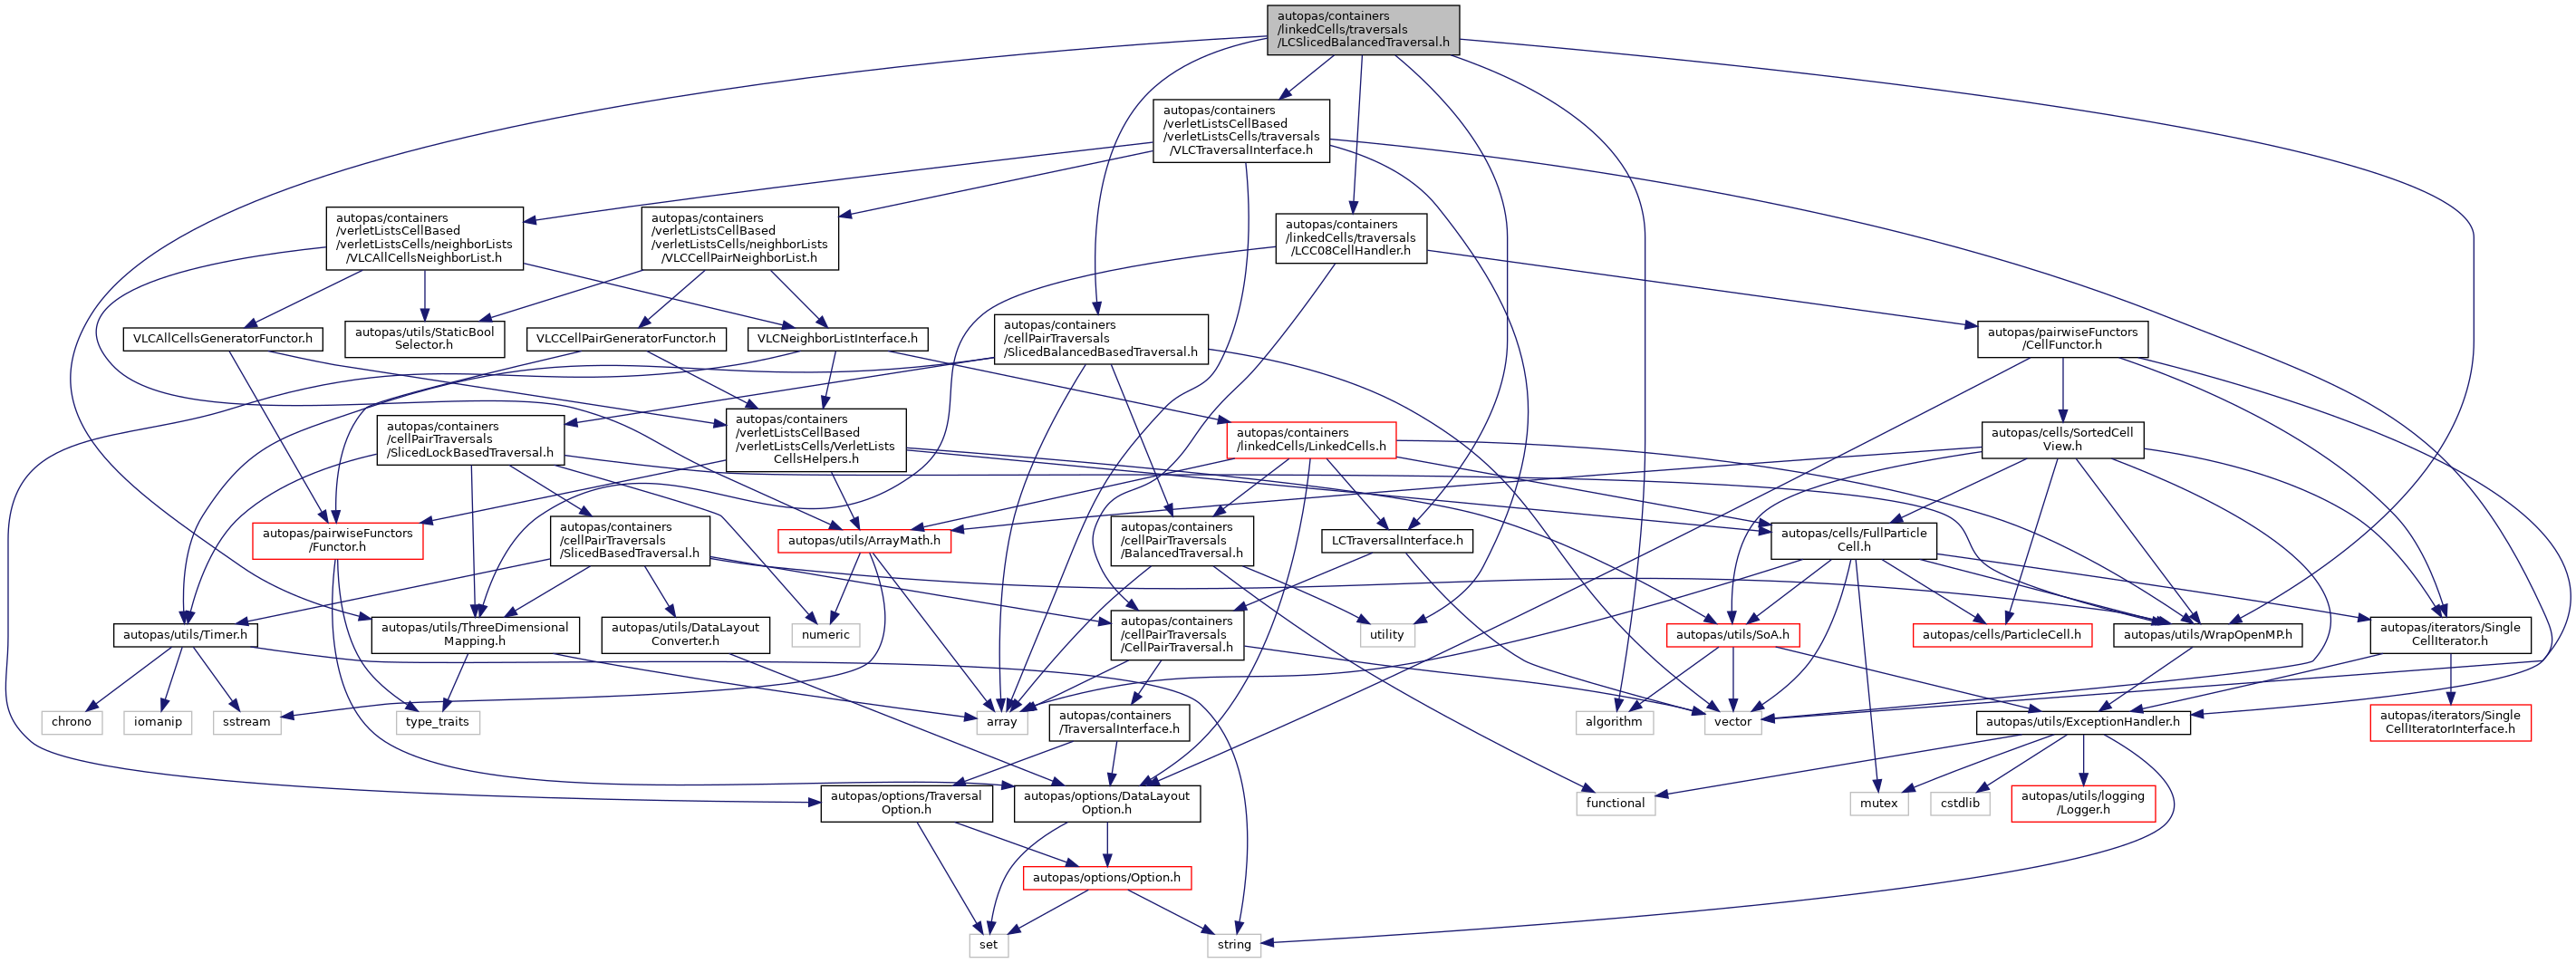 autopas/containers
/linkedCells/traversals
/LCSlicedBalancedTraversal.h
autopas/containers
/verletListsCellBased
/verletListsCells/traversals
/VLCTraversalInterface.h
autopas/containers
/verletListsCellBased
/verletListsCells/neighborLists
/VLCAllCellsNeighborList.h
autopas/containers
/verletListsCellBased
/verletListsCells/neighborLists
/VLCCellPairNeighborList.h
autopas/containers
/linkedCells/traversals
/LCC08CellHandler.h
VLCAllCellsGeneratorFunctor.h
autopas/utils/StaticBool
Selector.h
VLCCellPairGeneratorFunctor.h
VLCNeighborListInterface.h
autopas/containers
/cellPairTraversals
/SlicedBalancedBasedTraversal.h
autopas/pairwiseFunctors
/CellFunctor.h
autopas/containers
/cellPairTraversals
/SlicedLockBasedTraversal.h
autopas/containers
/verletListsCellBased
/verletListsCells/VerletLists
CellsHelpers.h
autopas/containers
/linkedCells/LinkedCells.h
autopas/cells/SortedCell
View.h
autopas/pairwiseFunctors
/Functor.h
autopas/containers
/cellPairTraversals
/SlicedBasedTraversal.h
autopas/utils/ArrayMath.h
autopas/containers
/cellPairTraversals
/BalancedTraversal.h
LCTraversalInterface.h
autopas/cells/FullParticle
Cell.h
autopas/utils/Timer.h
autopas/utils/ThreeDimensional
Mapping.h
autopas/utils/DataLayout
Converter.h
numeric
autopas/containers
/cellPairTraversals
/CellPairTraversal.h
utility
autopas/utils/SoA.h
autopas/cells/ParticleCell.h
autopas/utils/WrapOpenMP.h
autopas/iterators/Single
CellIterator.h
chrono
iomanip
sstream
type_traits
array
autopas/containers
/TraversalInterface.h
algorithm
vector
autopas/utils/ExceptionHandler.h
autopas/iterators/Single
CellIteratorInterface.h
autopas/options/Traversal
Option.h
autopas/options/DataLayout
Option.h
functional
mutex
cstdlib
autopas/utils/logging
/Logger.h
autopas/options/Option.h
set
string